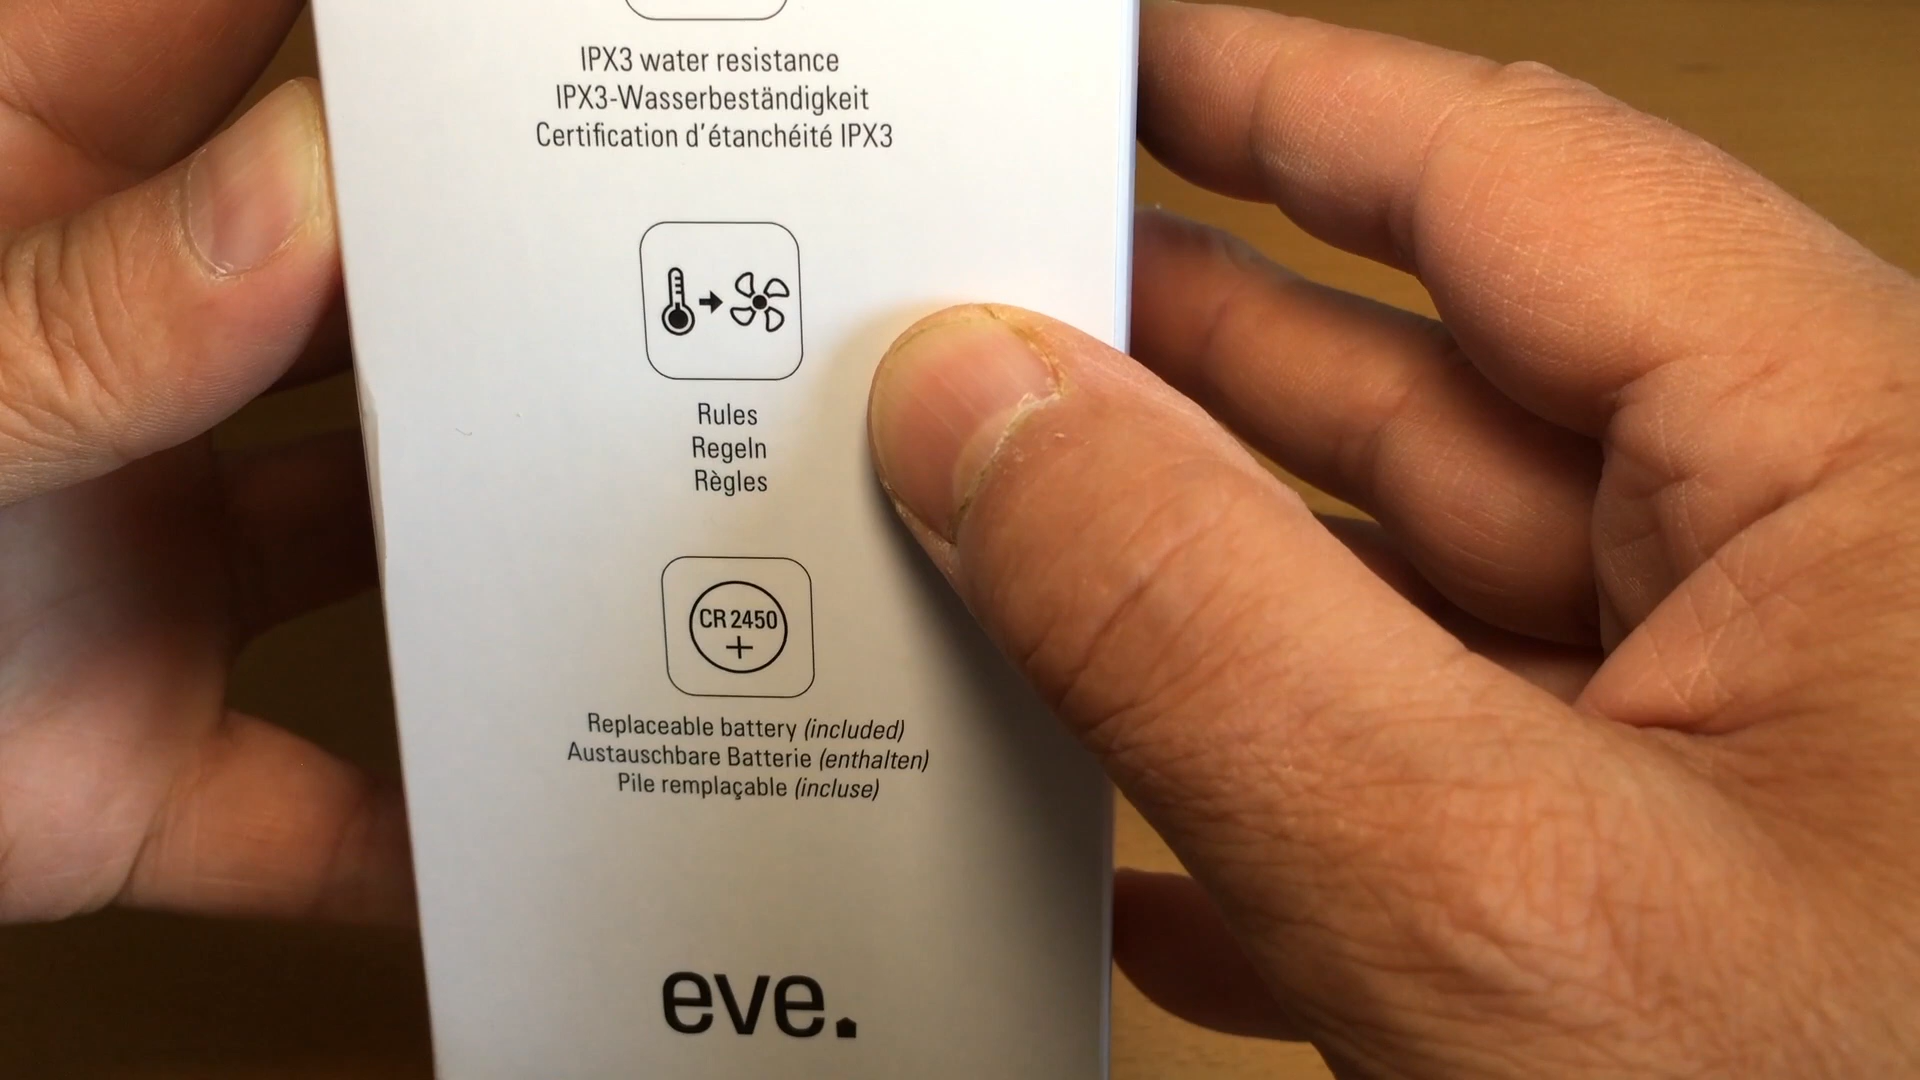 IPX3 water resistance
IPX3-Wasserbeständigkeit
Certification d'étanchéité IPX3
Rules
Regeln
Règles
CR 2450
+
Replaceable battery (included)
Austauschbare Batterie (enthalten)
Pile remplaçable (incluse)
eve.